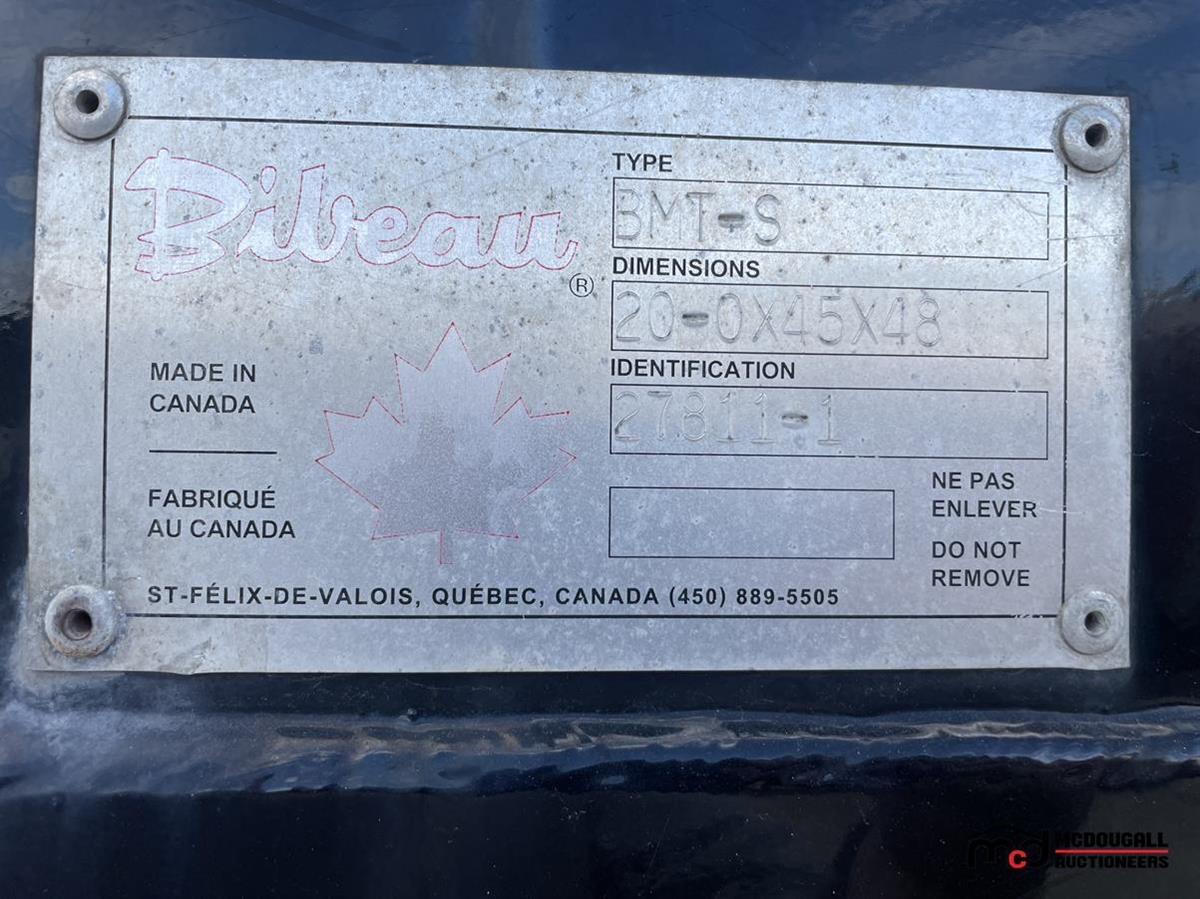 Bibeau
®
MADE IN
CANADA
FABRIQUÉ
AU CANADA
TYPE
BMT-S
DIMENSIONS
20-0X45X48
IDENTIFICATION
27811-1
NE PAS
ENLEVER
DO NOT
REMOVE
ST-FÉLIX-DE-VALOIS, QUÉBEC, CANADA (450) 889-5505
mcd
MCDOUGALL
AUCTIONEERS